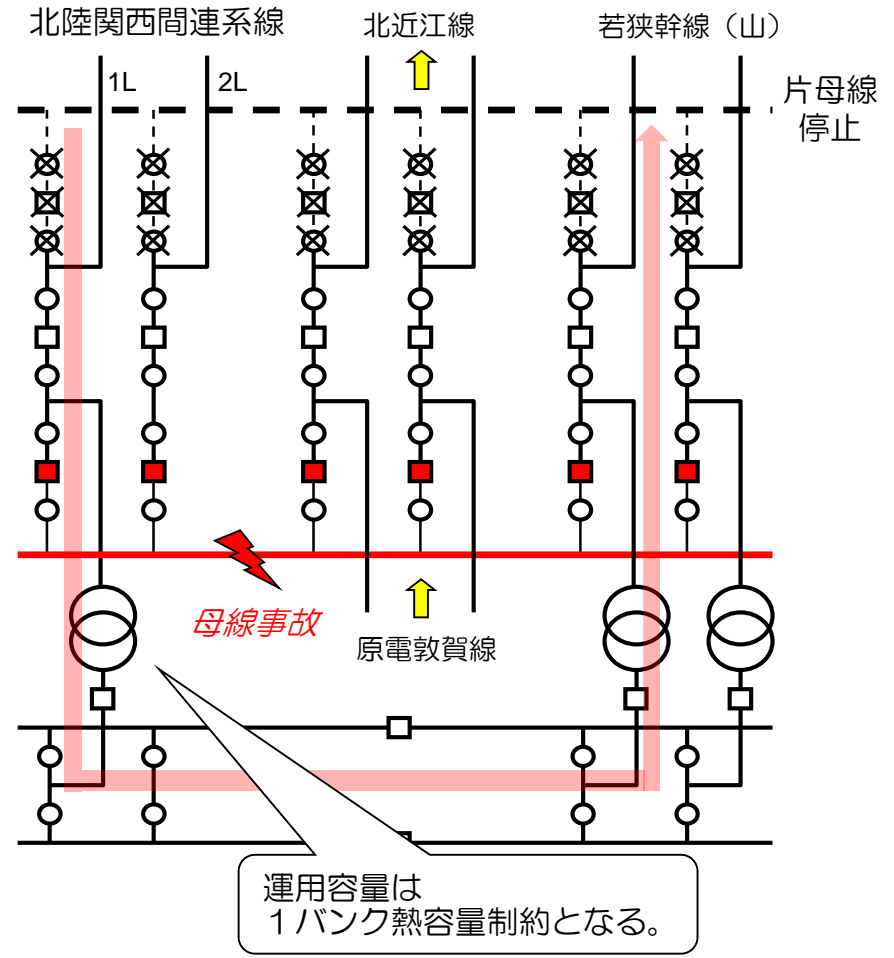 北陸関西間連系線
北近江線
若狭幹線（山）
1L
2L
片母線
停止
母線事故
原電敦賀線
運用容量は
１バンク熱容量制約となる。